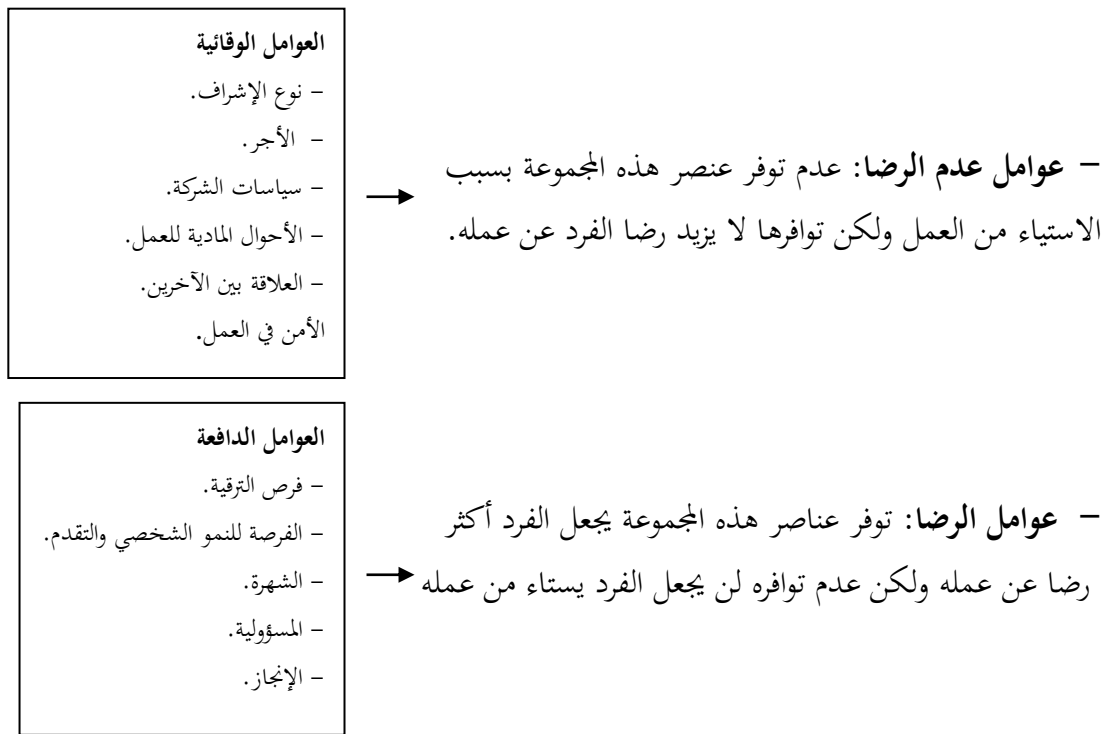 العوامل الوقائية
– نوع الإشراف.
– الأجر.
– سياسات الشركة.
– الأحوال المادية للعمل.
– العلاقة بين الآخرين.
الأمن في العمل.
– عوامل عدم الرضا: عدم توفر عنصر هذه المجموعة بسبب
الاستياء من العمل ولكن توافرها لا يزيد رضا الفرد عن عمله.
العوامل الدافعة
– فرص الترقية.
– الفرصة للنمو الشخصي والتقدم.
– الشهرة.
– المسؤولية.
– الإنجاز.
– عوامل الرضا: توفر عناصر هذه المجموعة يجعل الفرد أكثر
رضا عن عمله ولكن عدم توافره لن يجعل الفرد يستاء من عمله